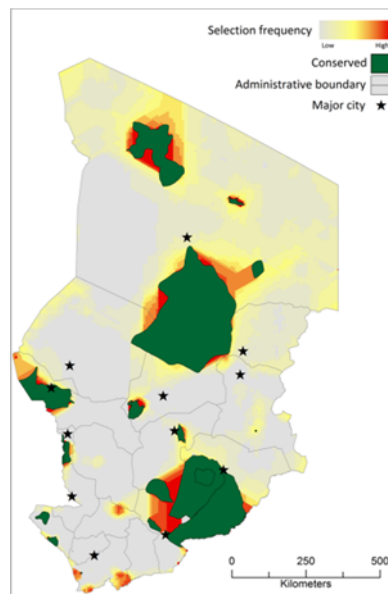 Selection frequency
Low High
Conserved
Administrative boundary
Major city
0 250 500
Kilometers